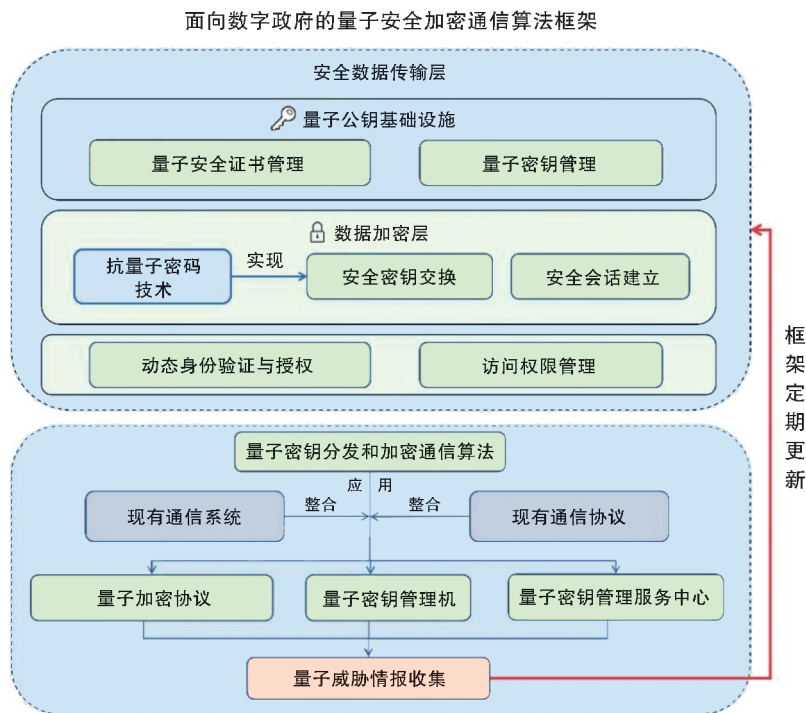 面向数字政府的量子安全加密通信算法框架
安全数据传输层
量子公钥基础设施
量子安全证书管理
量子密钥管理
数据加密层
抗量子密码
技术
实现
安全密钥交换
安全会话建立
动态身份验证与授权
访问权限管理
框架定期更新
量子密钥分发和加密通信算法
应用
现有通信系统
整合
整合
现有通信协议
量子加密协议
量子密钥管理机
量子密钥管理服务中心
量子威胁情报收集